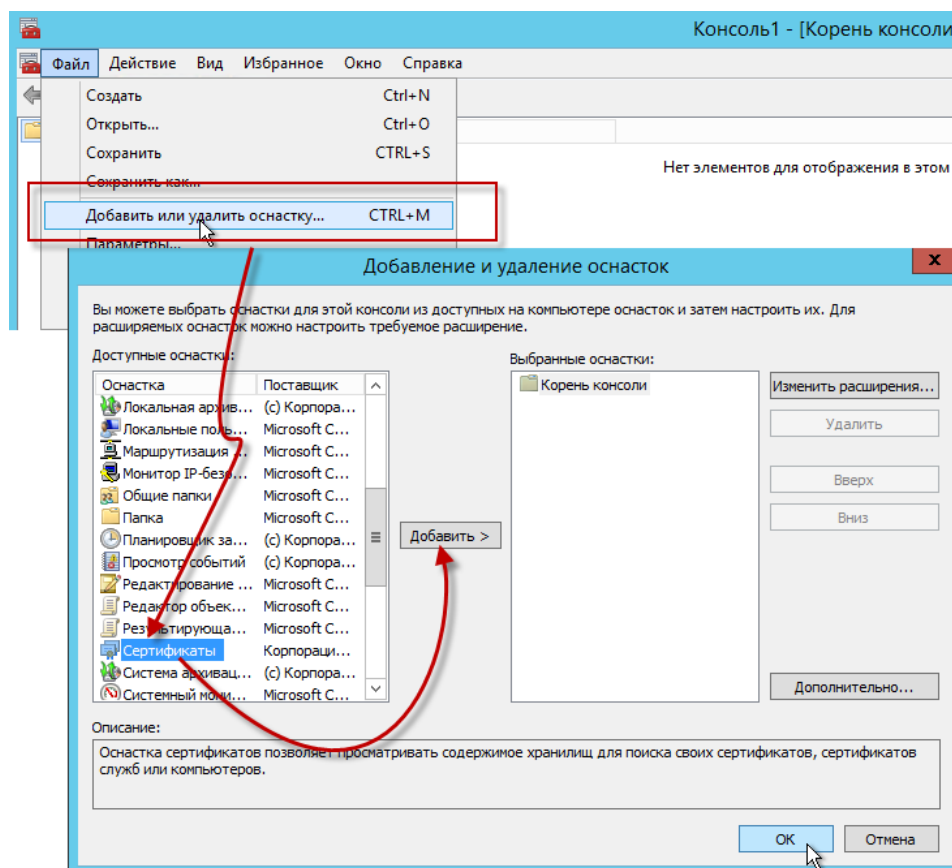 Консоль1 - [Корень консоли
Файл Действие Вид Избранное Окно Справка
Создать Ctrl+N
Открыть... Ctrl+O
Сохранить CTRL+S
Сохранить как...
Добавить или удалить оснастку... CTRL+M
Параметры...
Нет элементов для отображения в этом
Добавление и удаление оснасток
x
Вы можете выбрать оснастки для этой консоли из доступных на компьютере оснасток и затем настроить их. Для
расширяемых оснасток можно настроить требуемое расширение.
Доступные оснастки:
Оснастка Поставщик
Локальная архив... (с) Корпора...
Локальные поль... Microsoft C...
Маршрутизация ... Microsoft C...
Монитор IP-безо... Microsoft C...
Общие папки Microsoft C...
Папка Microsoft C...
Планировщик за... (с) Корпора...
Просмотр событий (с) Корпора...
Редактирование ... Microsoft C...
Редактор объек... Microsoft C...
Результирующа... Microsoft C...
Сертификаты Корпораци...
Система архивац... (с) Корпора...
Системный мони... Microsoft C...
Добавить >
Выбранные оснастки:
Корень консоли
Изменить расширения...
Удалить
Вверх
Вниз
Дополнительно...
Описание:
Оснастка сертификатов позволяет просматривать содержимое хранилищ для поиска своих сертификатов, сертификатов
служб или компьютеров.
ОК Отмена